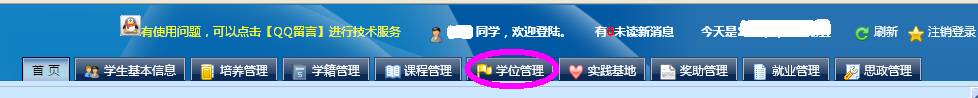 有使用问题，可以点击【QQ留言】进行技术服务 同学，欢迎登陆。 有0未读新消息 今天是 刷新 注销登录
首 页 学生基本信息 培养管理 学籍管理 课程管理 学位管理 实践基地 奖助管理 就业管理 思政管理